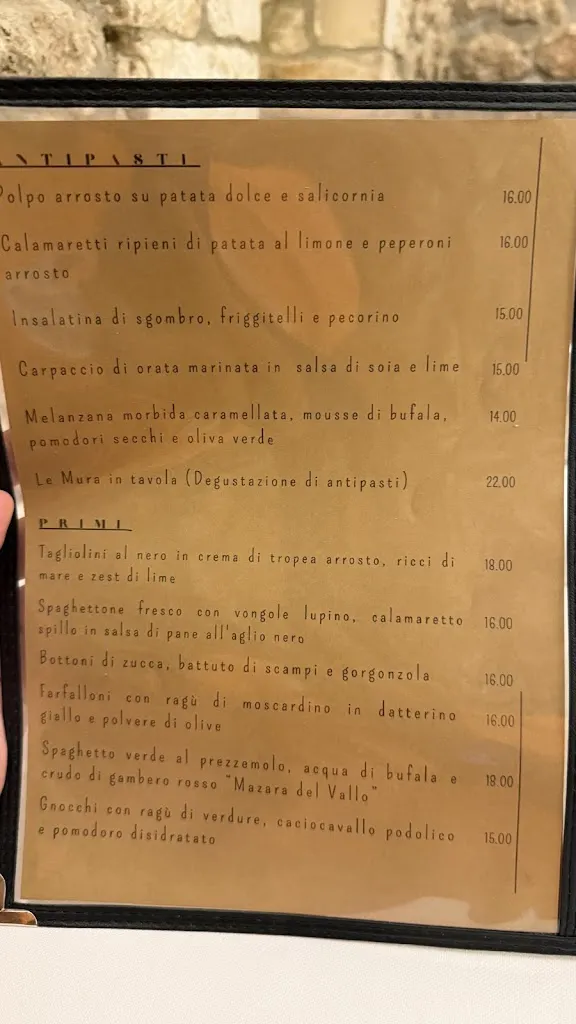 ANTIPASTI
Polpo arrosto su patata dolce e salicornia 16.00
Calamaretti ripieni di patata al limone e peperoni 16.00
arrosto
Insalatina di sgombro, friggitelli e pecorino 15.00
Carpaccio di orata marinata in salsa di soia e lime 15.00
Melanzana morbida caramellata, mousse di bufala, 14.00
pomodori secchi e oliva verde
Le Mura in tavola (Degustazione di antipasti) 22.00
PRIMI
Tagliolini al nero in crema di tropea arrosto, ricci di 18.00
mare e zest di lime
Spaghettone fresco con vongole lupino, calamaretto 16.00
spillo in salsa di pane all'aglio nero
Bottoni di zucca, battuto di scampi e gorgonzola 16.00
Farfalloni con ragù di moscardino in datterino 16.00
giallo e polvere di olive
Spaghetto verde al prezzemolo, acqua di bufala e 18.00
crudo di gambero rosso "Mazara del Vallo"
Gnocchi con ragù di verdure, caciocavallo podolico 15.00
e pomodoro disidratato